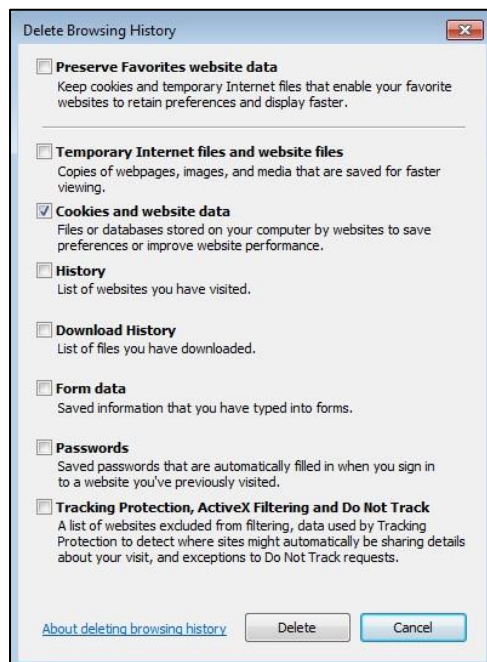 Delete Browsing History
Preserve Favorites website data
Keep cookies and temporary Internet files that enable your favorite
websites to retain preferences and display faster.
Temporary Internet files and website files
Copies of webpages, images, and media that are saved for faster
viewing.
Cookies and website data
Files or databases stored on your computer by websites to save
preferences or improve website performance.
History
List of websites you have visited.
Download History
List of files you have downloaded.
Form data
Saved information that you have typed into forms.
Passwords
Saved passwords that are automatically filled in when you sign in
to a website you've previously visited.
Tracking Protection, ActiveX Filtering and Do Not Track
A list of websites excluded from filtering, data used by Tracking
Protection to detect where sites might automatically be sharing details
about your visit, and exceptions to Do Not Track requests.
About deleting browsing history Delete Cancel